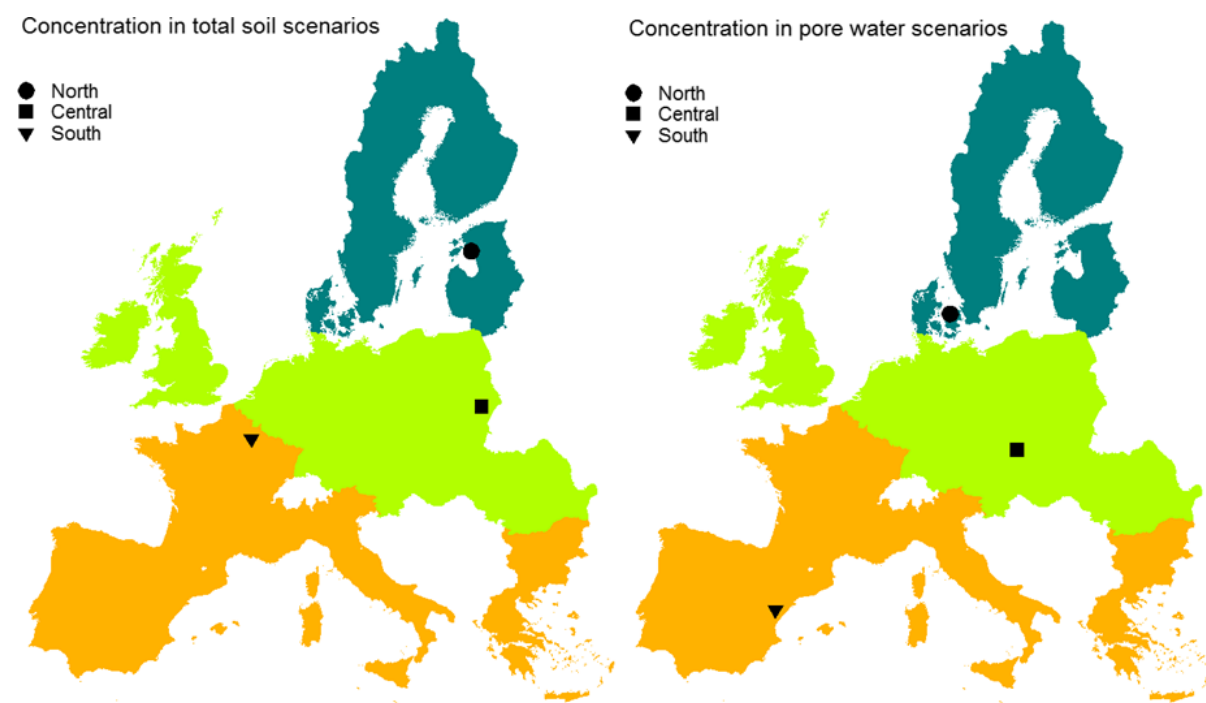 Concentration in total soil scenarios
North
Central
South
Concentration in pore water scenarios
North
Central
South